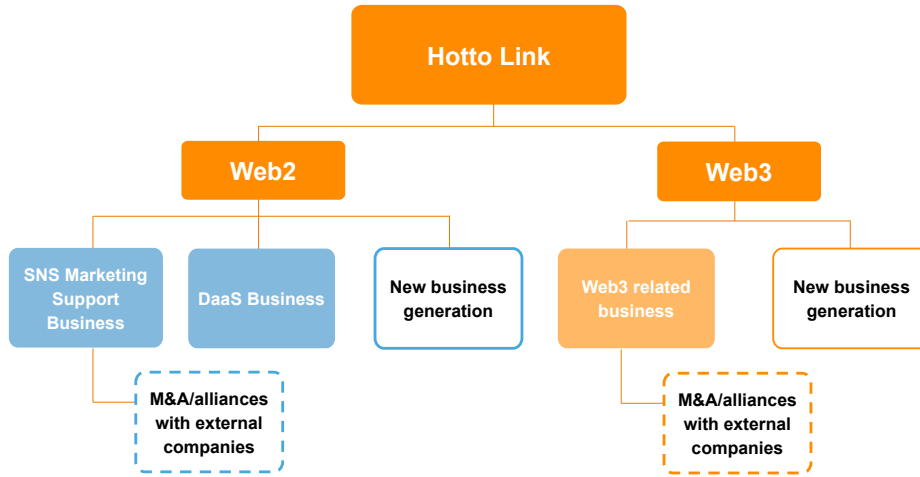 Hotto Link
Web2
Web3
SNS Marketing
Support
Business
DaaS Business
New business
generation
Web3 related
business
New business
generation
M&A/alliances
with external
companies
M&A/alliances
with external
companies